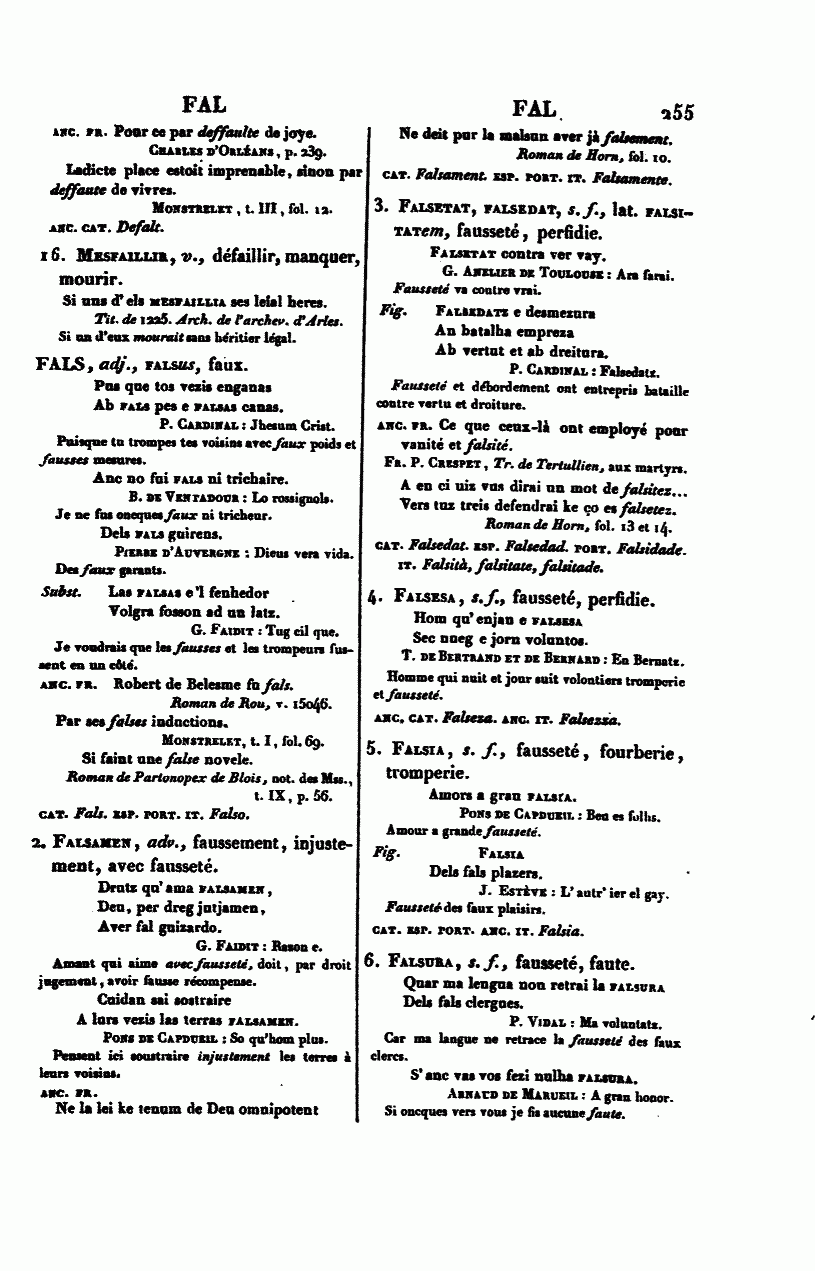 FAL
ANC. FR. Pour ce par deffaulte de joye.
CHARLES D'ORLÉANS, p. 239.
Ladicte place estoit imprenable, sinon par
deffaute de vivres.
MONSTRELET, t. III, fol. 12.
ANC. CAT. Defalt.
16. MESFAILLIR, v., défaillir, manquer,
mourir.
Si uns d'els MESFAILLIA ses leial heres.
Tit. de 1225. Arch. de l'archev. d'Arles.
Si un d'eux mourait sans héritier légal.
FALS, adj., FALSUS, faux.
Pus que tos vezis enganas
Ab FALS pes e FALSAS canas.
P. CARDINAL : Jhesum Crist.
Puisque tu trompes tes voisins avec faux poids et
fausses mesures.
Anc no fui FALS ni trichaire.
B. DE VENTADOUR : Lo rossignols.
Je ne fus oncques faux ni tricheur.
Dels FALS guirens.
PIERRE D'AUVERGNE : Dieus vera vida.
Des faux garants.
Subst. Las FALSAS e'l fenhedor
Volgra fosson ad un latz.
G. FAIDIT : Tug cil que.
Je voudrais que les fausses et les trompeurs fus-
sent en un côté.
ANC. FR. Robert de Belesme fu fals.
Roman de Rou, v. 15046.
Par ses falses inductions.
MONSTRELET, t. I, fol. 69.
Si faint une false novele.
Roman de Partonopex de Blois, not. des Mss.,
t. IX, p. 56.
CAT. Fals. ESP. PORT. IT. Falso.
2. FALSAMEN, adv., faussement, injuste-
ment, avec fausseté.
Drutz qu'ama FALSAMEN,
Deu, per dreg jutjamen,
Aver fal guizardo.
G. FAIDIT : Razon e.
Amant qui aime avec fausseté, doit, par droit
jugement, avoir fausse récompense.
Cuidan sai sostraire
A lurs vezis las terras FALSAMEN.
PONS DE CAPDUEIL : So qu'hom plus.
Pensent ici soustraire injustement les terres à
leurs voisins.
ANC. FR.
Ne la lei ke tenum de Deu omnipotent
FAL. 255
Ne deit pur la maisun aver jà falsement.
Roman de Horn, fol. 10.
CAT. Falsament. ESP. PORT. IT. Falsamente.
3. FALSETAT, FALSEDAT, s. f., lat. FALSI-
TATem, fausseté, perfidie.
FALSETAT contra ver vay.
G. ANELIER DE TOULOUSE : Ara farai.
Fausseté va contre vrai.
Fig. FALSEDATZ e desmezura
An batalha empreza
Ab vertut et ab dreitura.
P. CARDINAL : Falsedatz.
Fausseté et débordement ont entrepris bataille
contre vertu et droiture.
ANC. FR. Ce que ceux-là ont employé pour
vanité et falsité.
FR. P. CRESPET, Tr. de Tertullien, aux martyrs.
A en ci uiz vus dirai un mot de falsitez...
Vers tuz treis defendrai ke ço es falsetez.
Roman de Horn, fol. 13 et 14.
CAT. Falsedat. ESP. Falsedad. PORT. Falsidade.
IT. Falsità, falsitate, falsitade.
4. FALSESA, s. f., fausseté, perfidie.
Hom qu'enjan e FALSESA
Sec nueg e jorn voluntos.
T. DE BERTRAND ET DE BERNARD : En Bernatz.
Homme qui nuit et jour suit volontiers tromperie
et fausseté.
ANC. CAT. Falseza. ANC. IT. Falsezza.
5. FALSIA, s. f., fausseté, fourberie,
tromperie.
Amors a gran FALSIA.
PONS DE CAPDUEIL : Ben es folhs.
Amour a grande fausseté.
Fig. FALSIA
Dels fals plazers.
J. ESTÈVE : L'autr'ier el gay.
Fausseté des faux plaisirs.
CAT. ESP. PORT. ANC. IT. Falsia.
6. FALSURA, s. f., fausseté, faute.
Quar ma lengua non retrai la FALSURA
Dels fals clergues.
P. VIDAL : Ma voluntatz.
Car ma langue ne retrace la fausseté des faux
clercs.
S'anc vas vos fezi nulha FALSURA.
ARNAUD DE MARUEIL : A gran honor.
Si oncques vers vous je fis aucune faute.